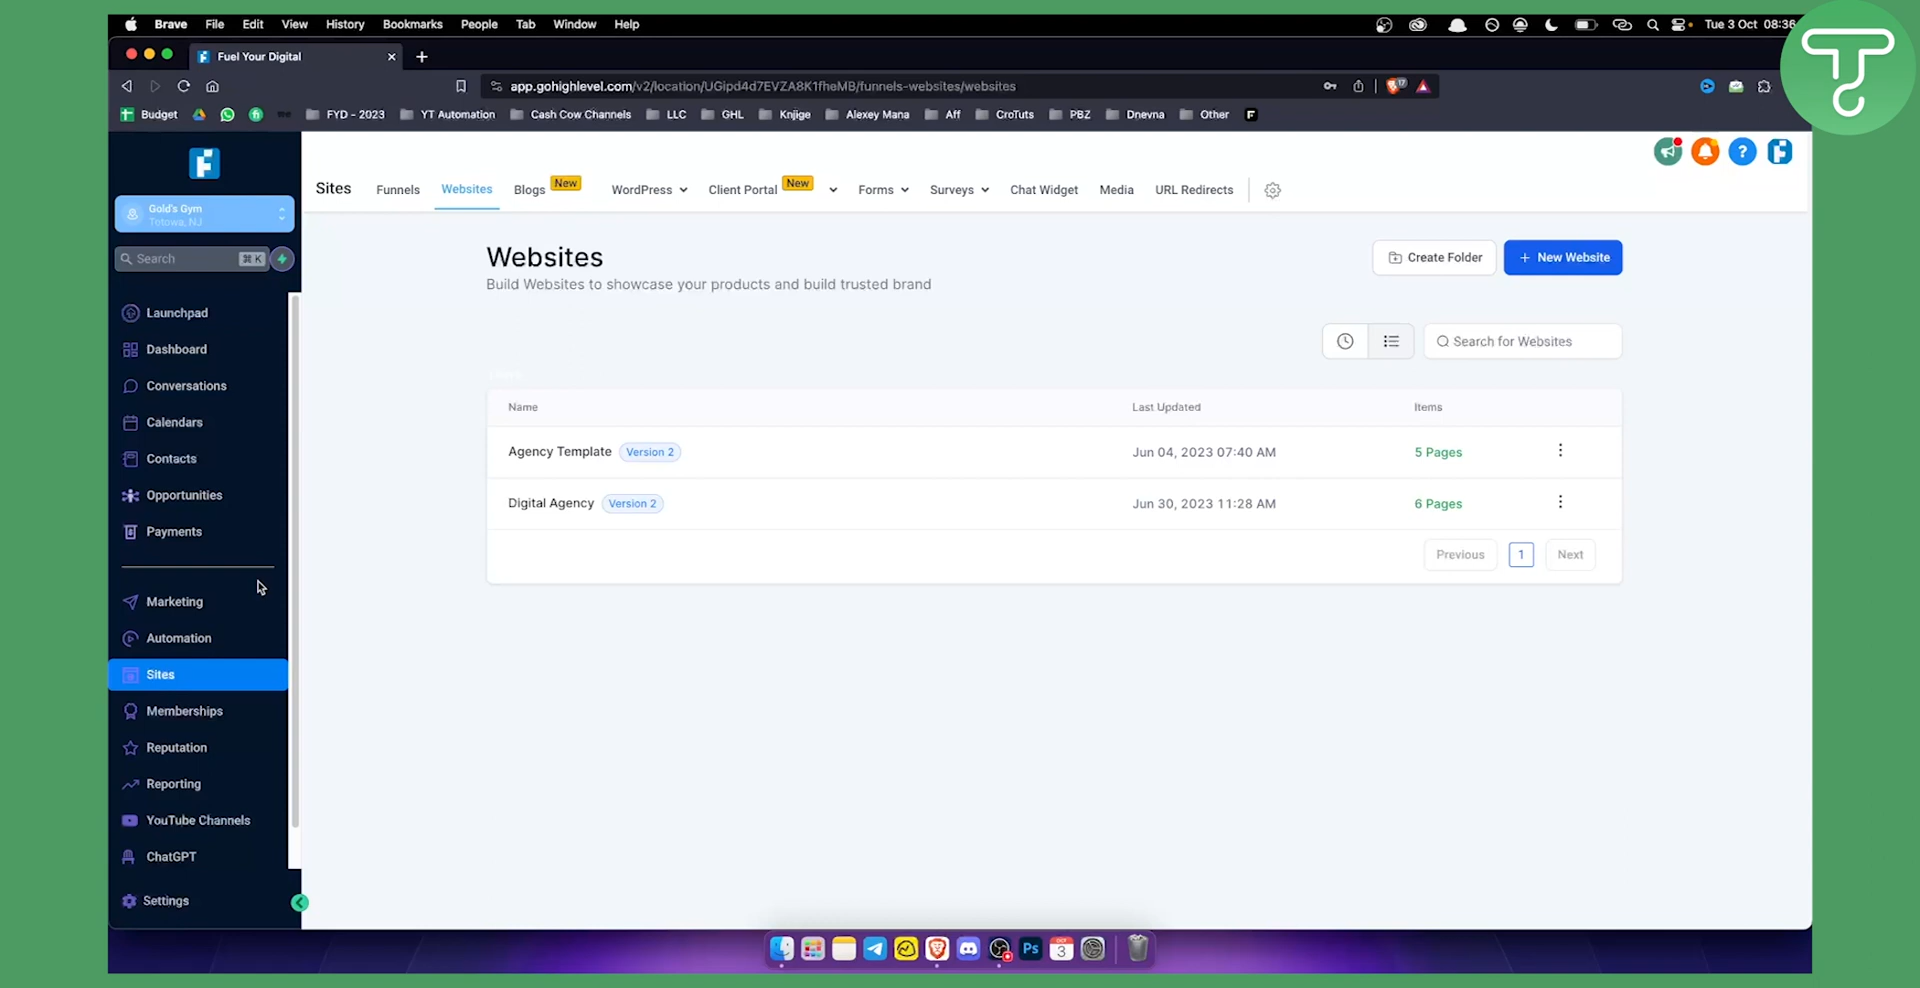 Brave File Edit View History Bookmarks People Tab Window Help Tue 3 Oct 08:36
Fuel Your Digital
app.gohighlevel.com/v2/location/UGipd4d7EVZA8K1fheMB/funnels-websites/websites
17
Budget FYD - 2023 YT Automation Cash Cow Channels LLC GHL Knjige Alexey Mana Aff CroTuts PBZ Dnevna Other
Gold's Gym
Totowa, NJ
Search ⌘ K
Launchpad
Dashboard
Conversations
Calendars
Contacts
Opportunities
Payments
Marketing
Automation
Sites
Memberships
Reputation
Reporting
YouTube Channels
ChatGPT
Settings
Sites Funnels Websites Blogs New WordPress Client Portal New Forms Surveys Chat Widget Media URL Redirects
Websites
Build Websites to showcase your products and build trusted brand
Create Folder
+ New Website
Search for Websites
Name Last Updated Items
Agency Template Version 2 Jun 04, 2023 07:40 AM 5 Pages
Digital Agency Version 2 Jun 30, 2023 11:28 AM 6 Pages
Previous 1 Next
Ps
OCT
3